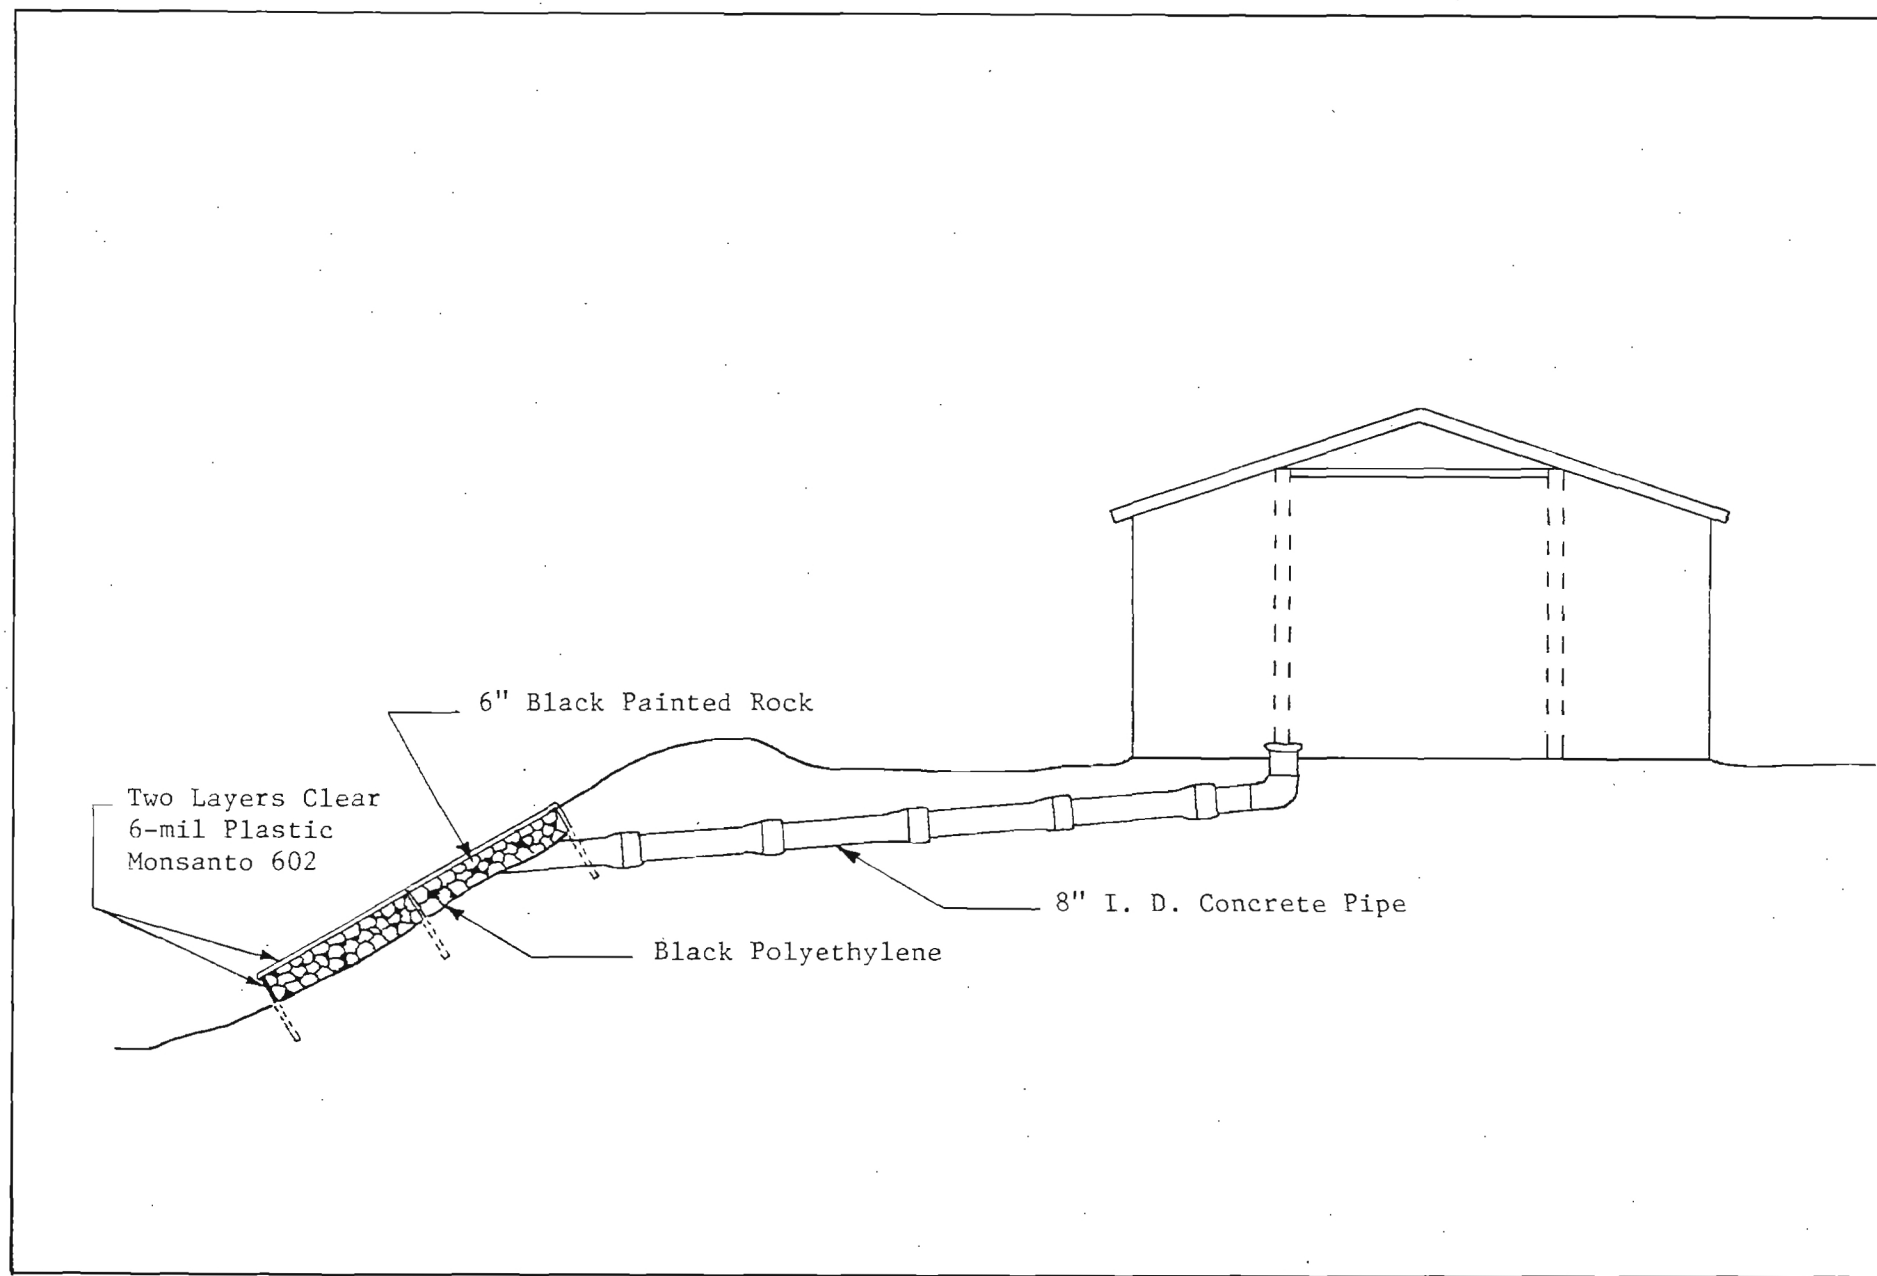 6" Black Painted Rock
Two Layers Clear
6-mil Plastic
Monsanto 602
8" I. D. Concrete Pipe
Black Polyethylene